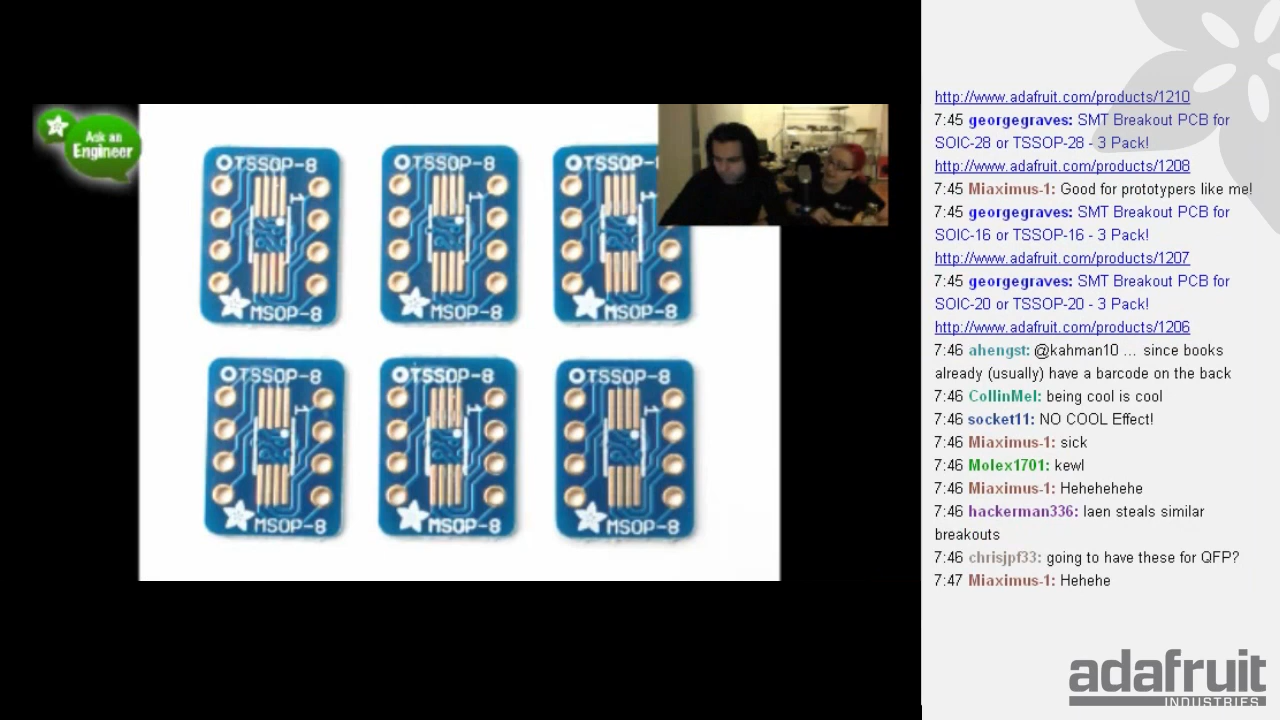 Ask an
Engineer
TSSOP-8
TSSOP-8
TSSOP-8
1
1
MSOP-8
MSOP-8
MSOP-8
TSSOP-8
TSSOP-8
TSSOP-8
1
1
1
MSOP-8
MSOP-8
MSOP-8
http://www.adafruit.com/products/1210
7:45 georgegraves: SMT Breakout PCB for
SOIC-28 or TSSOP-28 - 3 Pack!
http://www.adafruit.com/products/1208
7:45 Miaximus-1: Good for prototypers like me!
7:45 georgegraves: SMT Breakout PCB for
SOIC-16 or TSSOP-16 - 3 Pack!
http://www.adafruit.com/products/1207
7:45 georgegraves: SMT Breakout PCB for
SOIC-20 or TSSOP-20 - 3 Pack!
http://www.adafruit.com/products/1206
7:46 ahengst: @kahman10 ... since books
already (usually) have a barcode on the back
7:46 CollinMel: being cool is cool
7:46 socket11: NO COOL Effect!
7:46 Miaximus-1: sick
7:46 Molex1701: kewl
7:46 Miaximus-1: Hehehehehe
7:46 hackerman336: laen steals similar
breakouts
7:46 chrisjpf33: going to have these for QFP?
7:47 Miaximus-1: Hehehe
adafruit
INDUSTRIES